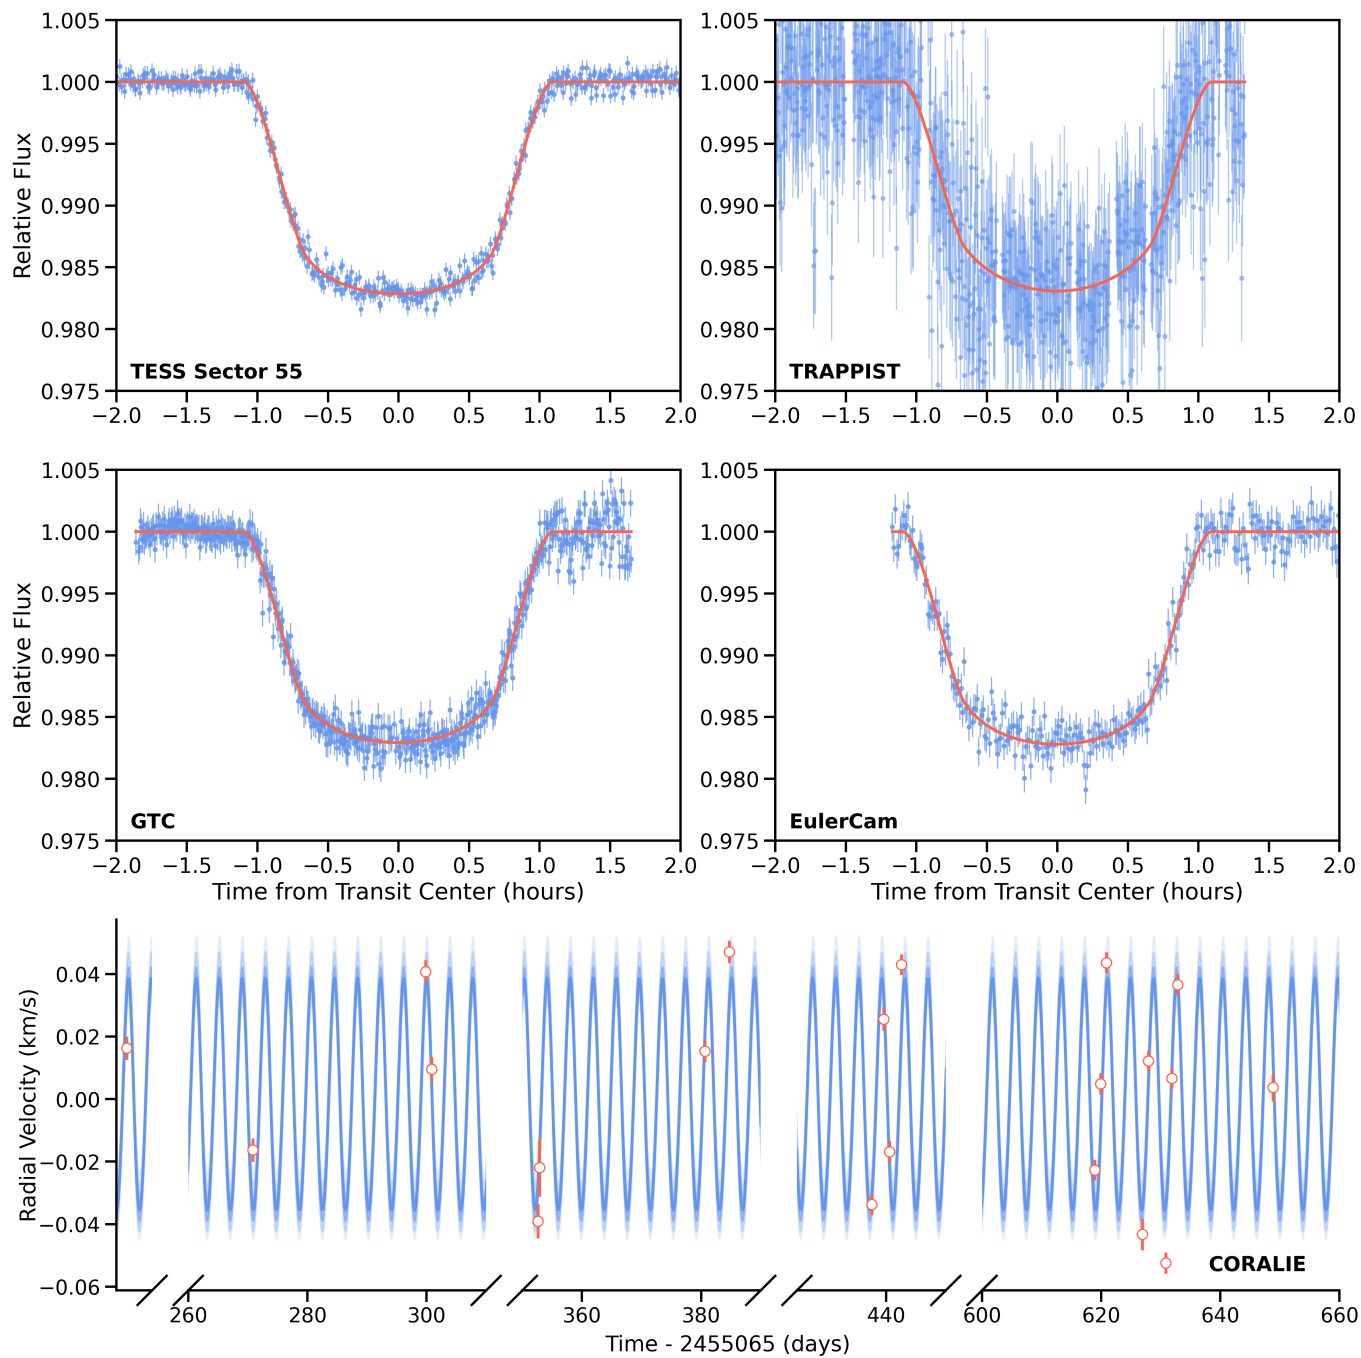 1.005
1.000
0.995
0.990
0.985
0.980
0.975
Relative Flux
TESS Sector 55
−2.0 −1.5 −1.0 −0.5 0.0 0.5 1.0 1.5 2.0
1.005
1.000
0.995
0.990
0.985
0.980
0.975
TRAPPIST
−2.0 −1.5 −1.0 −0.5 0.0 0.5 1.0 1.5 2.0
1.005
1.000
0.995
0.990
0.985
0.980
0.975
Relative Flux
GTC
−2.0 −1.5 −1.0 −0.5 0.0 0.5 1.0 1.5 2.0
Time from Transit Center (hours)
1.005
1.000
0.995
0.990
0.985
0.980
0.975
EulerCam
−2.0 −1.5 −1.0 −0.5 0.0 0.5 1.0 1.5 2.0
Time from Transit Center (hours)
0.04
0.02
0.00
−0.02
−0.04
−0.06
Radial Velocity (km/s)
CORALIE
260 280 300 360 380 440 600 620 640 660
Time - 2455065 (days)